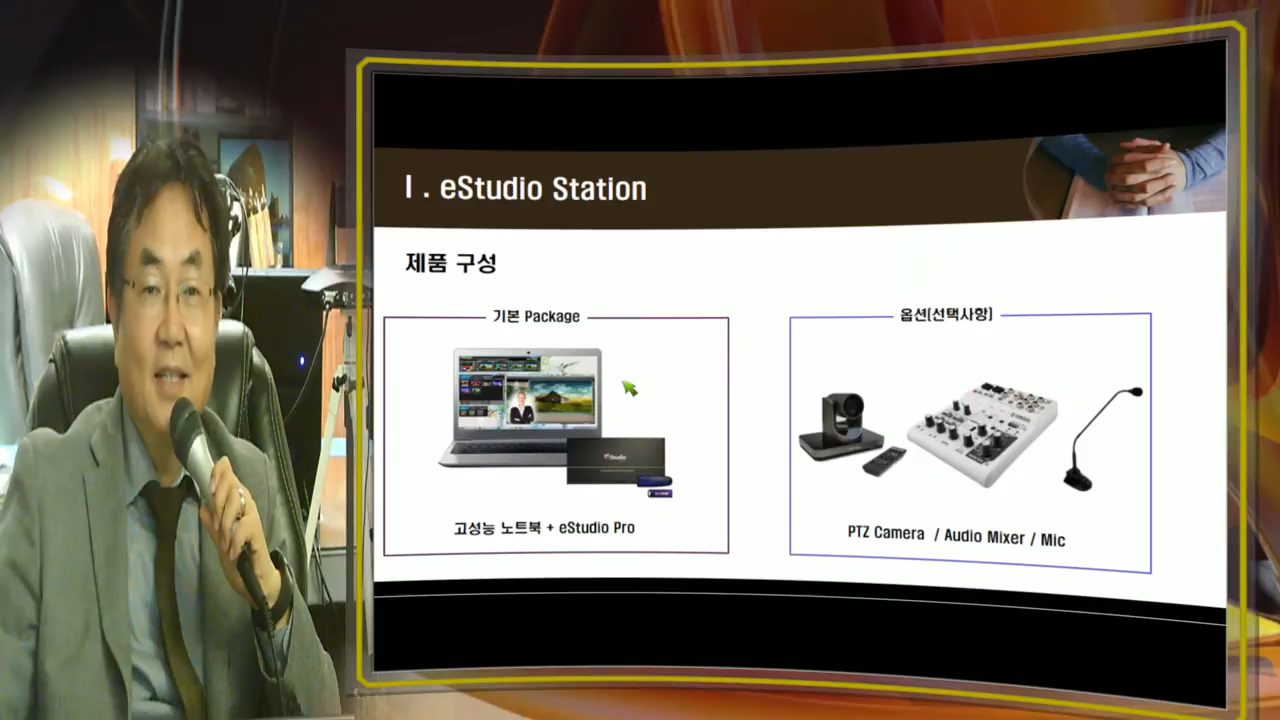 I . eStudio Station
제품 구성
기본 Package
eStudio
고성능 노트북 + eStudio Pro
옵션(선택사항)
PTZ Camera / Audio Mixer / Mic